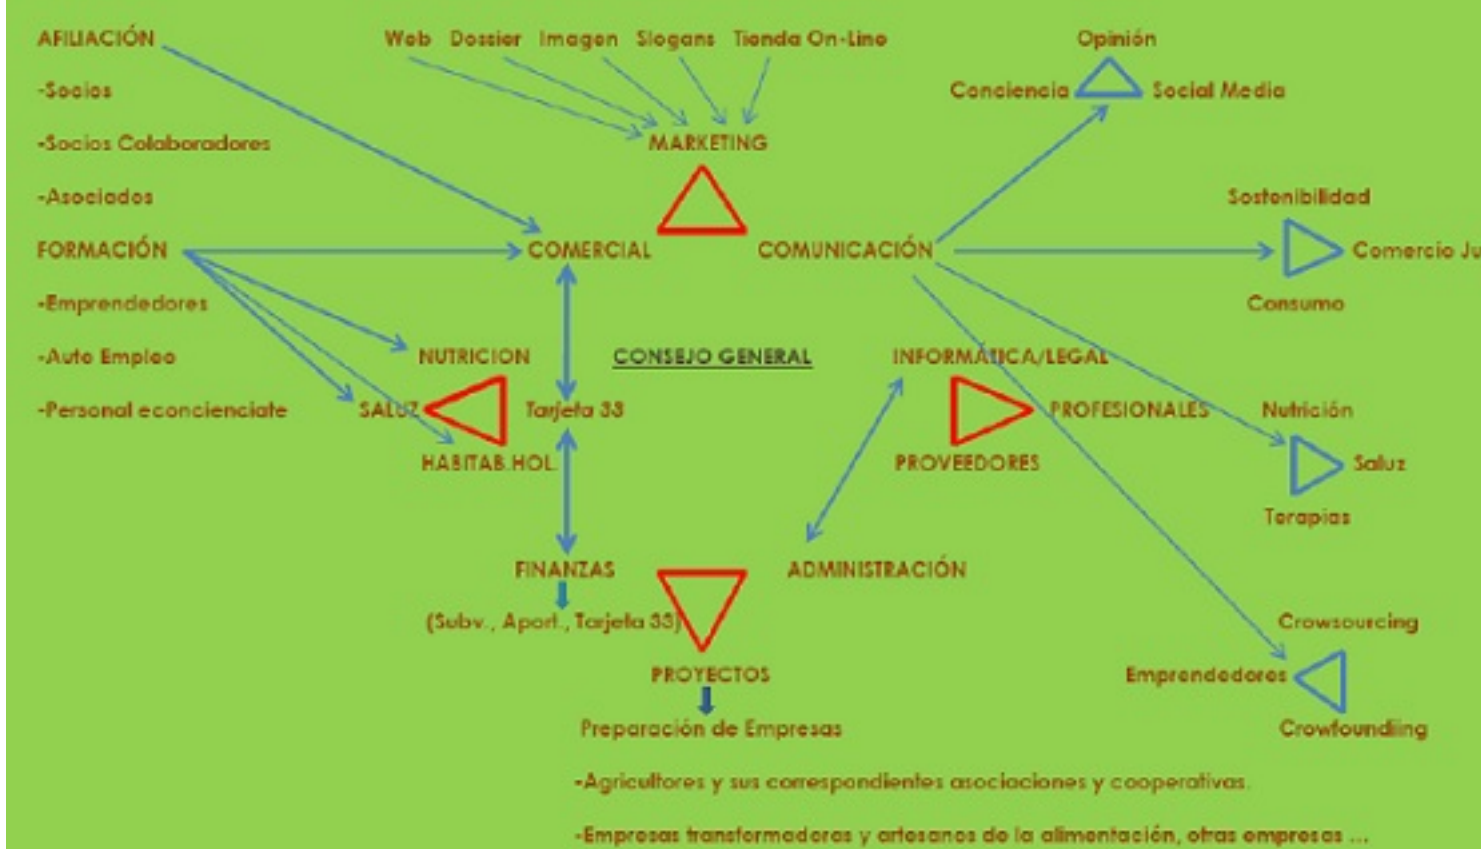 AFILIACIÓN
Web Dossier Imagen Slogans Tienda On-Line
Opinión
-Socios
Conciencia
Social Media
-Socios Colaboradores
MARKETING
-Asociados
Sostenibilidad
FORMACIÓN
COMERCIAL
COMUNICACIÓN
Comercio Ju
-Emprendedores
Consumo
-Auto Empleo
NUTRICION
CONSEJO GENERAL
INFORMÁTICA/LEGAL
-Personal econcienciate
SALUZ
Tarjeta 33
PROFESIONALES
Nutrición
HABITAB.HOL.
PROVEEDORES
Saluz
Terapias
FINANZAS
ADMINISTRACIÓN
(Subv., Aport., Tarjeta 33)
Crowsourcing
PROYECTOS
Emprendedores
Preparación de Empresas
Crowfoundiing
-Agricultores y sus correspondientes asociaciones y cooperativas.
-Empresas transformadoras y artesanos de la alimentación, otras empresas ...